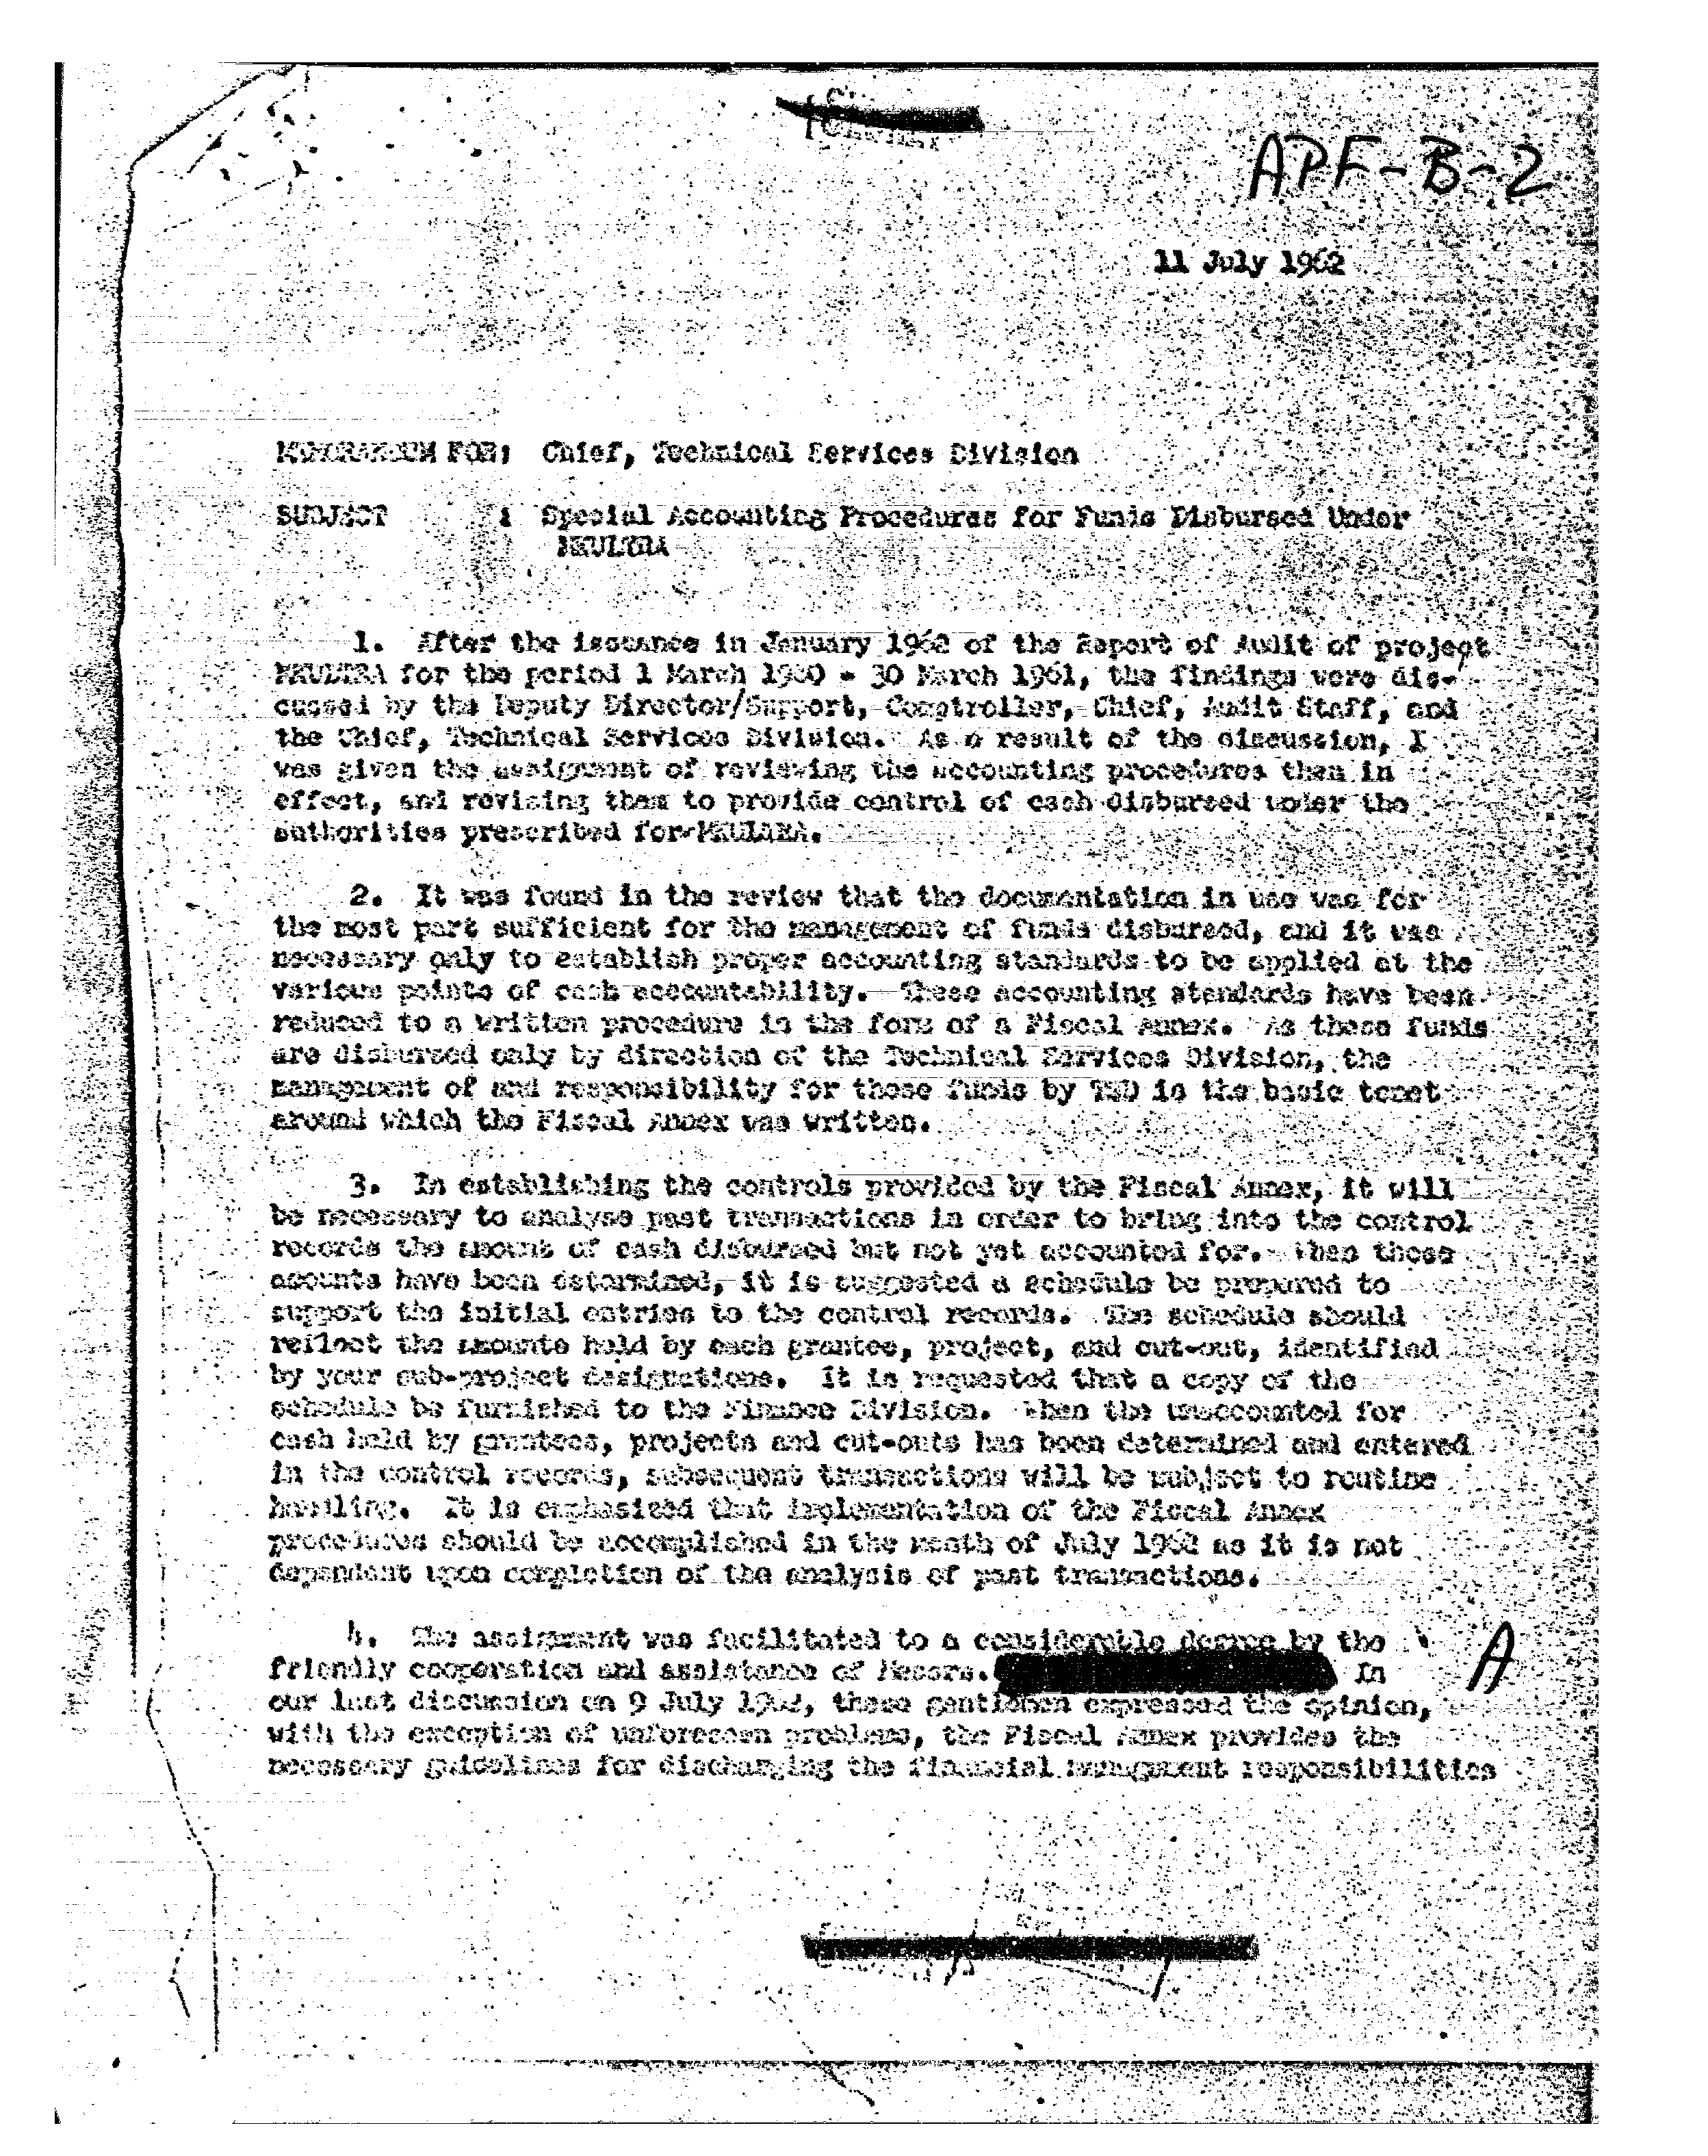 APF-B-2
11 July 1962
MEMORANDUM FOR: Chief, Technical Services Division
SUBJECT : Special Accounting Procedures for Funds Disbursed Under
MKULTRA
1. After the issuance in January 1962 of the Report of Audit of project
MKULTRA for the period 1 March 1960 - 30 March 1961, the findings were dis-
cussed by the Deputy Director/Support, Comptroller, Chief, Audit Staff, and
the Chief, Technical Services Division. As a result of the discussion, I
was given the assignment of reviewing the accounting procedures then in
effect, and revising them to provide control of cash disbursed under the
authorities prescribed for MKULTRA.
2. It was found in the review that the documentation in use was for
the most part sufficient for the management of funds disbursed, and it was
necessary only to establish proper accounting standards to be applied at the
various points of cash accountability. These accounting standards have been
reduced to a written procedure in the form of a Fiscal Annex. As these funds
are disbursed only by direction of the Technical Services Division, the
management of and responsibility for these funds by TSD is the basic tenet
around which the Fiscal Annex was written.
3. In establishing the controls provided by the Fiscal Annex, it will
be necessary to analyse past transactions in order to bring into the control
records the amount of cash disbursed but not yet accounted for. When these
amounts have been determined, it is suggested a schedule be prepared to
support the initial entries to the control records. The schedule should
reflect the amounts held by each grantee, project, and cut-out, identified
by your sub-project designations. It is requested that a copy of the
schedule be furnished to the Finance Division. When the unaccounted for
cash held by grantees, projects and cut-outs has been determined and entered
in the control records, subsequent transactions will be subject to routine
handling. It is emphasized that implementation of the Fiscal Annex
procedures should be accomplished in the month of July 1962 as it is not
dependent upon completion of the analysis of past transactions.
4. The assignment was facilitated to a considerable degree by the
friendly cooperation and assistance of Messrs. In
A
our last discussion on 9 July 1962, these gentlemen expressed the opinion,
with the exception of unforeseen problems, the Fiscal Annex provides the
necessary guidelines for discharging the financial management responsibilities